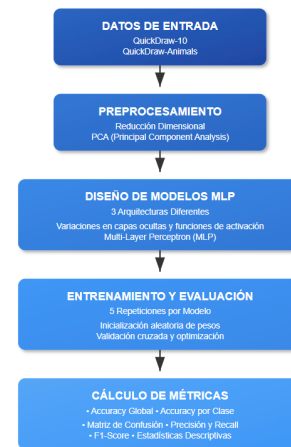 DATOS DE ENTRADA
QuickDraw-10
QuickDraw-Animals
PREPROCESAMIENTO
Reducción Dimensional
PCA (Principal Component Analysis)
DISEÑO DE MODELOS MLP
3 Arquitecturas Diferentes
Variaciones en capas ocultas y funciones de activación
Multi-Layer Perceptron (MLP)
ENTRENAMIENTO Y EVALUACIÓN
5 Repeticiones por Modelo
Inicialización aleatoria de pesos
Validación cruzada y optimización
CÁLCULO DE MÉTRICAS
• Accuracy Global • Accuracy por Clase
• Matriz de Confusión • Precisión y Recall
• F1-Score • Estadísticas Descriptivas